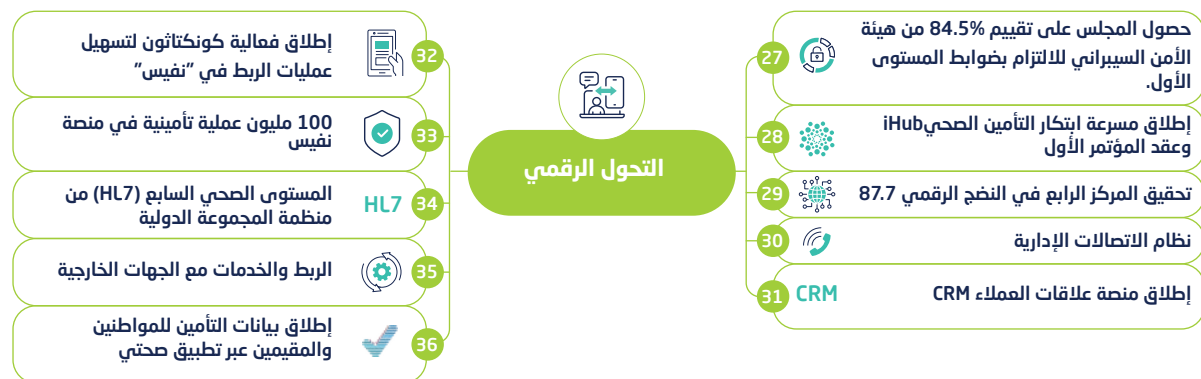 التحول الرقمي
27
حصول المجلس على تقييم 84.5% من هيئة
الأمن السيبراني للالتزام بضوابط المستوى
الأول.
28
إطلاق مسرعة ابتكار التأمين الصحيiHub
وعقد المؤتمر الأول
29
تحقيق المركز الرابع في النضج الرقمي 87.7
30
نظام الاتصالات الإدارية
31
CRM
إطلاق منصة علاقات العملاء CRM
32
إطلاق فعالية كونكتاثون لتسهيل
عمليات الربط في "نفيس"
33
100 مليون عملية تأمينية في منصة
نفيس
34
HL7
المستوى الصحي السابع (HL7) من
منظمة المجموعة الدولية
35
الربط والخدمات مع الجهات الخارجية
36
إطلاق بيانات التأمين للمواطنين
والمقيمين عبر تطبيق صحتي